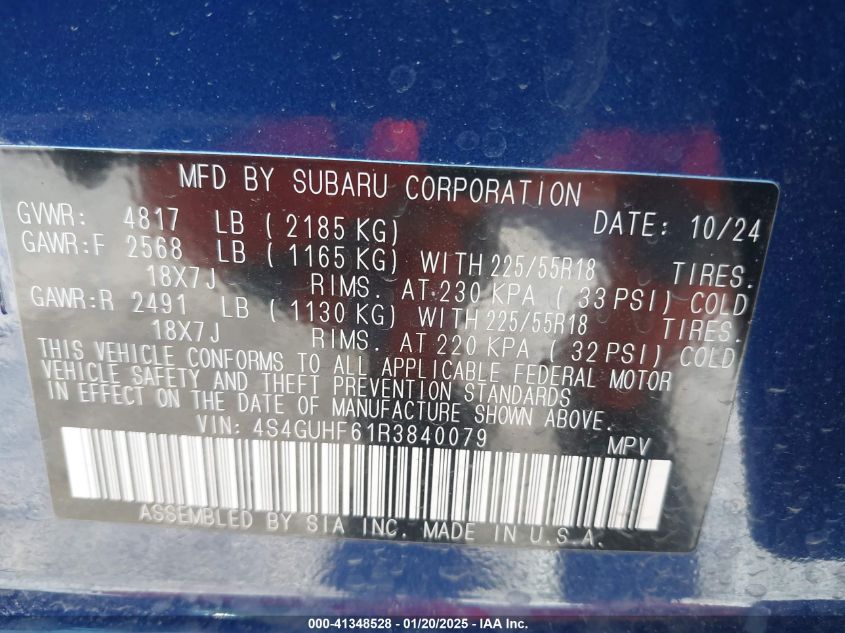 MFD BY SUBARU CORPORATION
GVWR: 4817 LB ( 2185 KG) DATE: 10/24
GAWR:F 2568 LB ( 1165 KG) WITH 225/55R18 TIRES.
18X7J RIMS. AT 230 KPA ( 33 PSI) COLD
GAWR:R 2491 LB ( 1130 KG) WITH 225/55R18 TIRES.
18X7J RIMS. AT 220 KPA ( 32 PSI) COLD
THIS VEHICLE CONFORMS TO ALL APPLICABLE FEDERAL MOTOR
VEHICLE SAFETY AND THEFT PREVENTION STANDARDS
IN EFFECT ON THE DATE OF MANUFACTURE SHOWN ABOVE.
VIN: 4S4GUHF61R3840079 MPV
ASSEMBLED BY SIA INC. MADE IN U.S.A.
000-41348528 - 01/20/2025 - IAAI.com